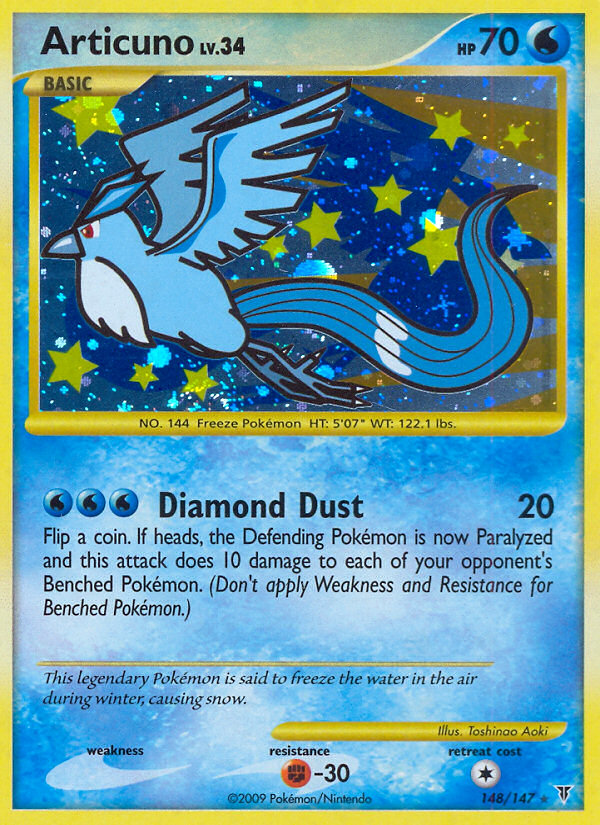 Articuno LV.34 HP 70
BASIC
NO. 144 Freeze Pokémon HT: 5'07" WT: 122.1 lbs.
Diamond Dust 20
Flip a coin. If heads, the Defending Pokémon is now Paralyzed
and this attack does 10 damage to each of your opponent's
Benched Pokémon. (Don't apply Weakness and Resistance for
Benched Pokémon.)
This legendary Pokémon is said to freeze the water in the air
during winter, causing snow.
Illus. Toshinao Aoki
weakness resistance retreat cost
-30
©2009 Pokémon/Nintendo 148/147